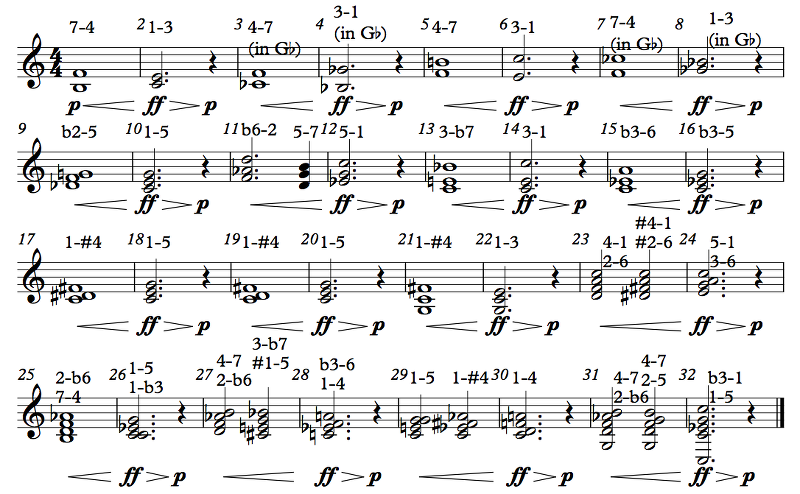 7-4 1-3 3 4-7 4 3-1 5 4-7 6 3-1 7 7-4 8 1-3
2 (in G♭) (in G♭) (in G♭) (in G♭)
4 4
p ff p ff p ff p ff p
9 b2-5 10 1-5 11 b6-2 5-7 12 5-1 13 3-b7 14 3-1 15 b3-6 16 b3-5
ff p ff p ff p ff p
#4-1
17 1-#4 18 1-5 19 1-#4 20 1-5 21 1-#4 22 1-3 23 4-1 #2-6 24 5-1
2-6 3-6
ff p ff p ff p ff p
3-b7
25 1-5 4-7 #1-5 b3-6 1-5 1-#4 1-4 4-7 4-7 32 b3-1
2-b6 26 1-b3 27 2-b6 28 1-4 29 30 31 2-b6 2-5 1-5
7-4
ff p ff p ff p ff p